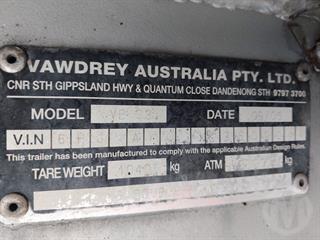 VAWDREY AUSTRALIA PTY. LTD.
CNR STH GIPPSLAND HWY & QUANTUM CLOSE DANDENONG STH 9797 3700
MODEL DATE
V.I.N
This trailer has been manufactured to comply with the applicable Australian Design Rules.
TARE WEIGHT kg ATM kg